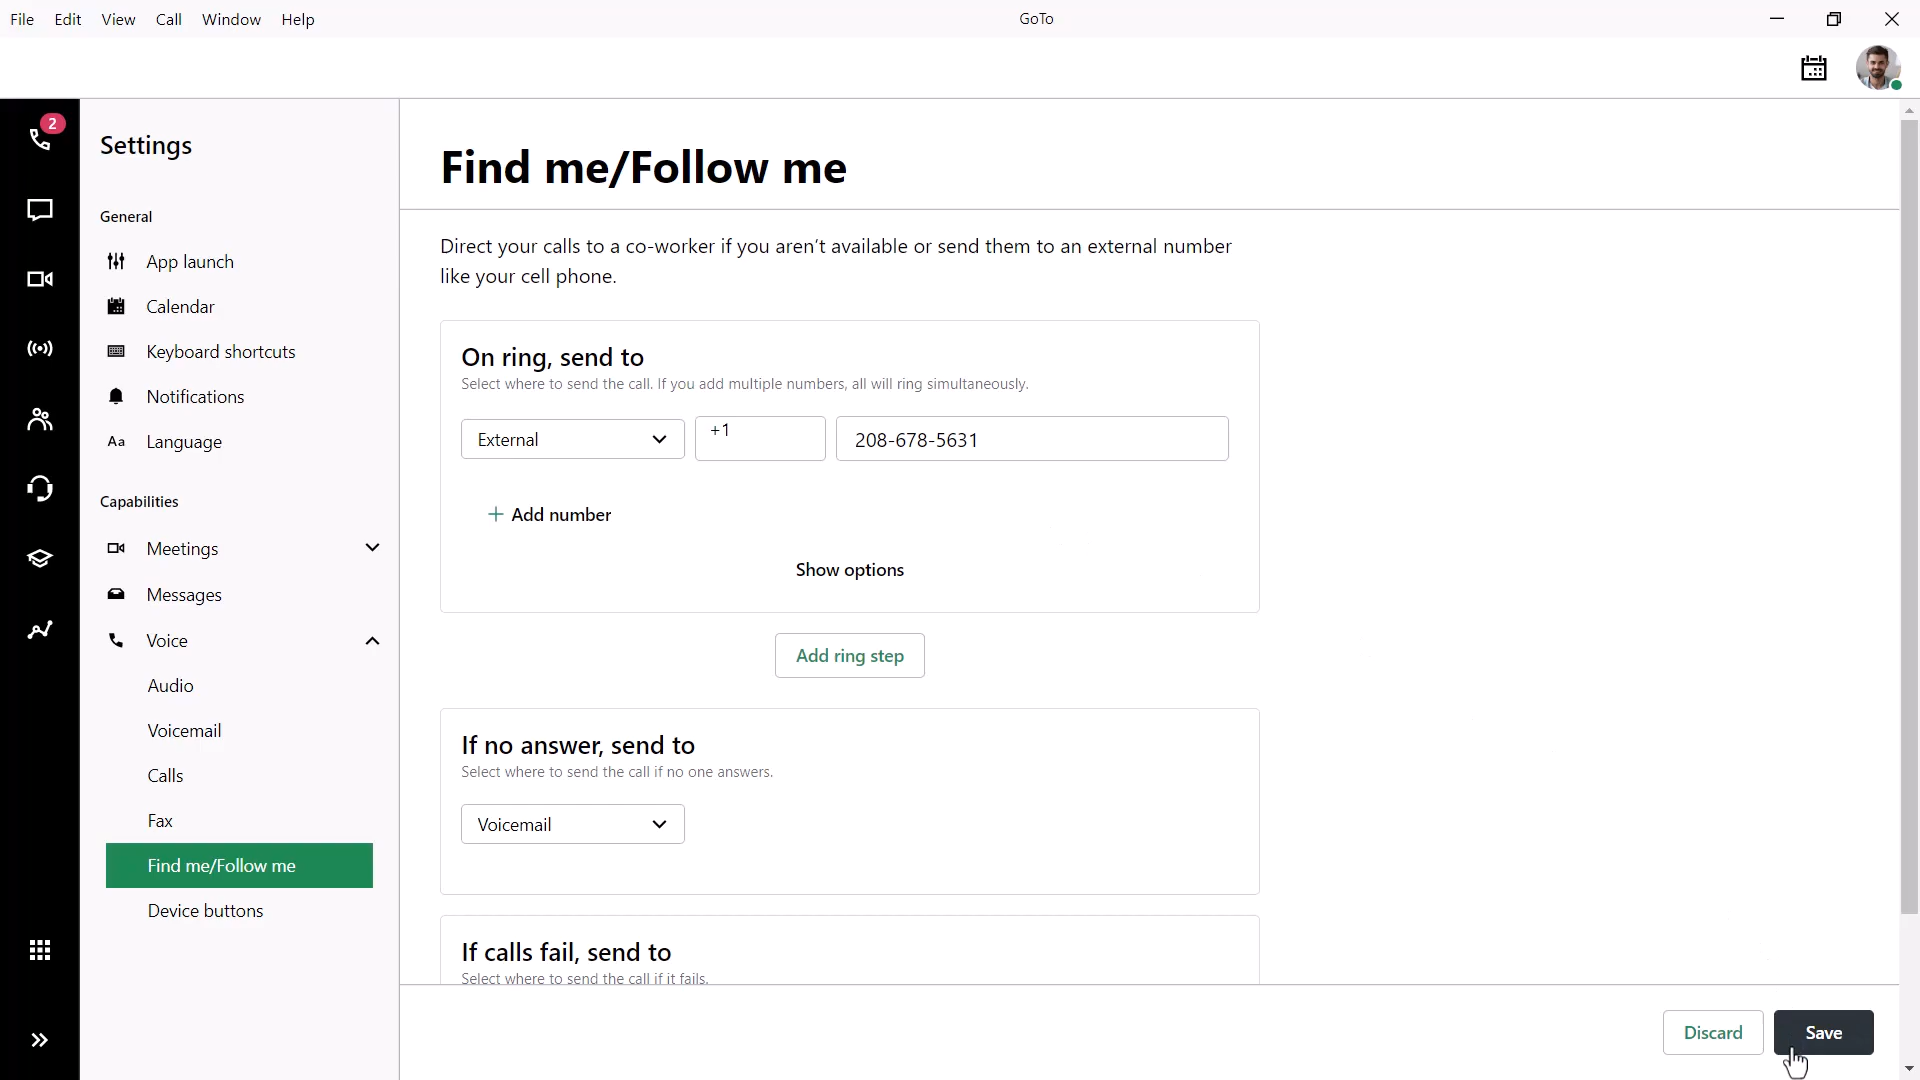 File Edit View Call Window Help
GoTo
2
Settings
General
App launch
Calendar
Keyboard shortcuts
Notifications
Aa Language
Capabilities
Meetings
Messages
Voice
Audio
Voicemail
Calls
Fax
Find me/Follow me
Device buttons
Find me/Follow me
Direct your calls to a co-worker if you aren't available or send them to an external number
like your cell phone.
On ring, send to
Select where to send the call. If you add multiple numbers, all will ring simultaneously.
External +1 208-678-5631
+ Add number
Show options
Add ring step
If no answer, send to
Select where to send the call if no one answers.
Voicemail
If calls fail, send to
Select where to send the call if it fails.
Discard Save